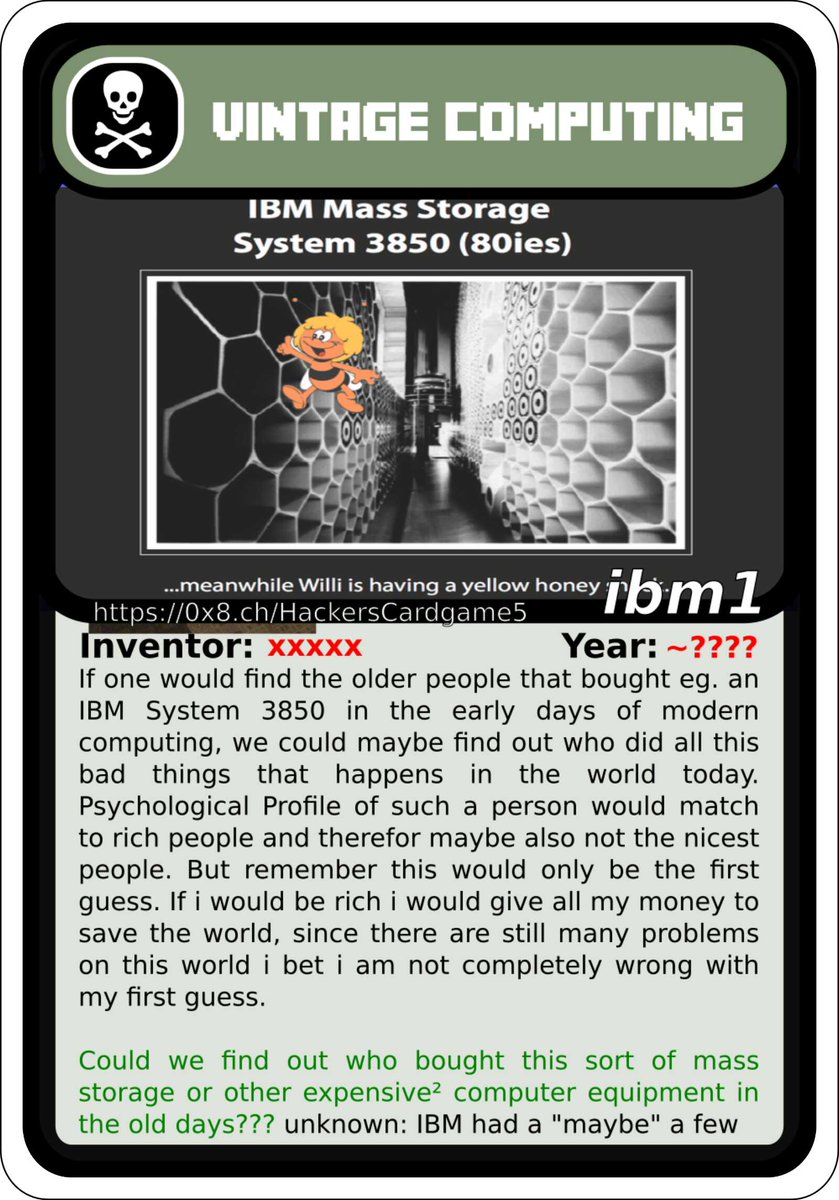 VINTAGE COMPUTING
IBM Mass Storage
System 3850 (80ies)
...meanwhile Willi is having a yellow honey
ibm1
https://0x8.ch/HackersCardgame5
Inventor: xxxxx Year: ~????
If one would find the older people that bought eg. an
IBM System 3850 in the early days of modern
computing, we could maybe find out who did all this
bad things that happens in the world today.
Psychological Profile of such a person would match
to rich people and therefor maybe also not the nicest
people. But remember this would only be the first
guess. If i would be rich i would give all my money to
save the world, since there are still many problems
on this world i bet i am not completely wrong with
my first guess.
Could we find out who bought this sort of mass
storage or other expensive² computer equipment in
the old days??? unknown: IBM had a "maybe" a few